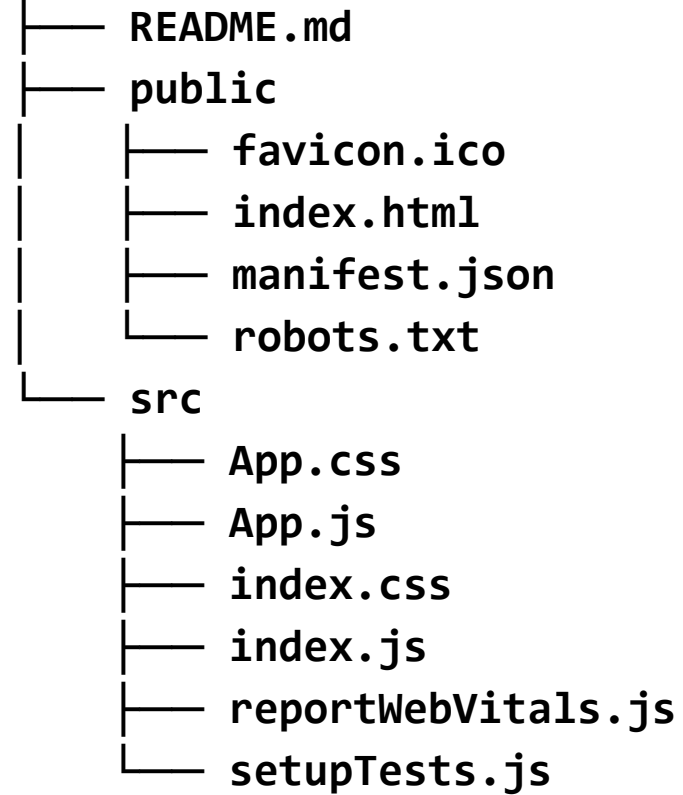 ├── README.md
├── public
│   ├── favicon.ico
│   ├── index.html
│   ├── manifest.json
│   └── robots.txt
└── src
    ├── App.css
    ├── App.js
    ├── index.css
    ├── index.js
    ├── reportWebVitals.js
    └── setupTests.js